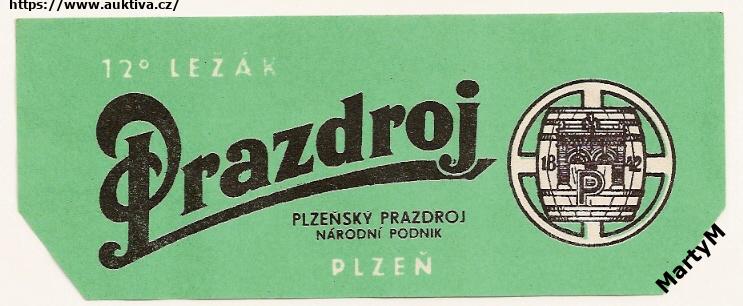 https://www.auktiva.cz/
12° LEŽÁK
Prazdroj
18 42
P
PLZEŇSKÝ PRAZDROJ
NÁRODNÍ PODNIK
PLZEŇ
MartyM